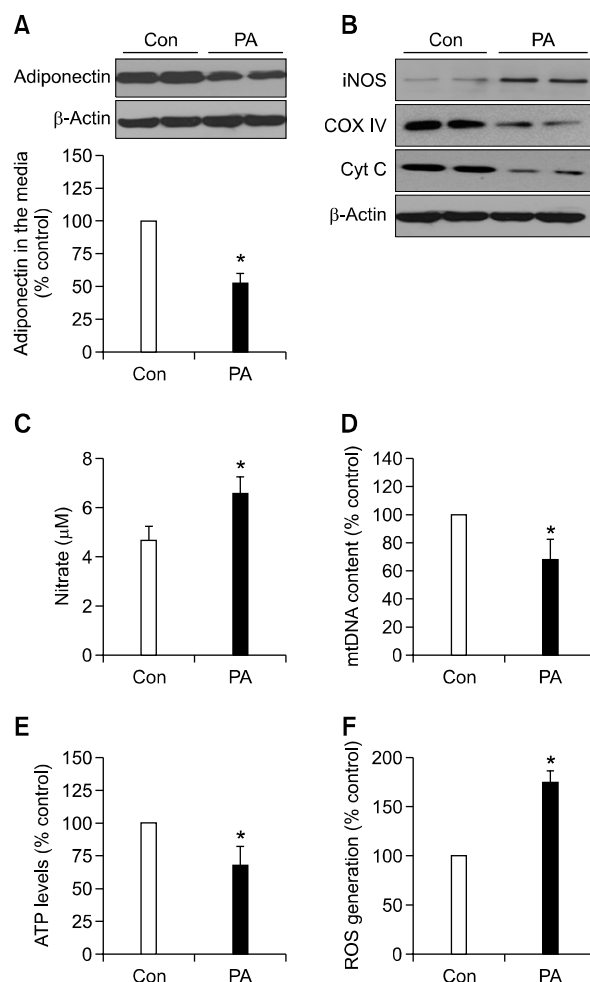 A
Con PA
Adiponectin
β-Actin
Adiponectin in the media
(% control)
150
125
100
75
50
25
0
*
Con PA
B
Con PA
iNOS
COX IV
Cyt C
β-Actin
C
Nitrate (μM)
8
6
4
2
0
*
Con PA
D
mtDNA content (% control)
140
120
100
80
60
40
20
0
*
Con PA
E
ATP levels (% control)
150
125
100
75
50
25
0
*
Con PA
F
ROS generation (% control)
200
150
100
50
0
*
Con PA